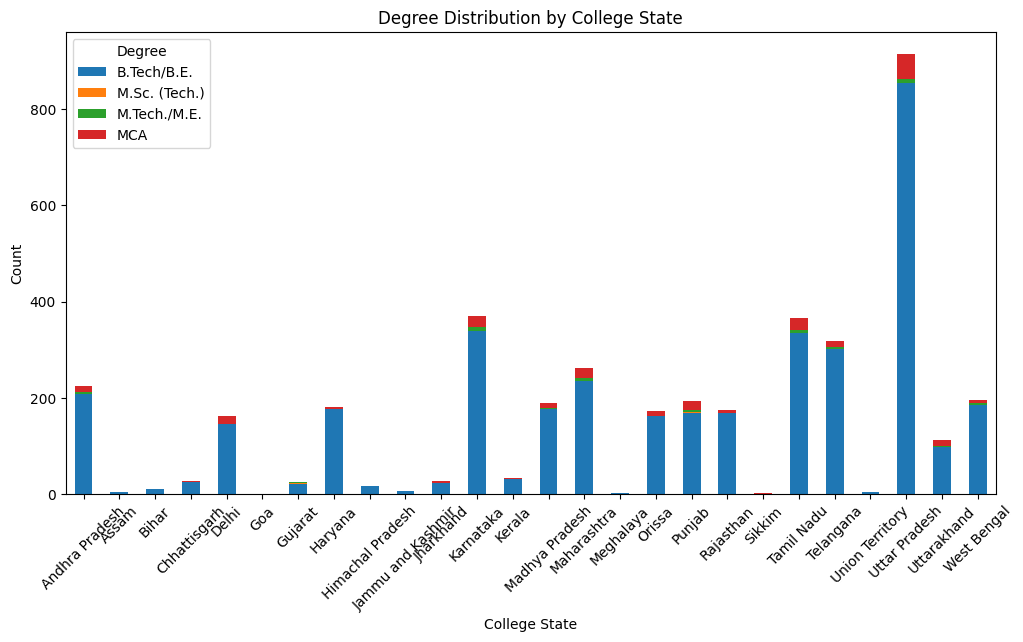 Degree Distribution by College State
Degree
B.Tech/B.E.
M.Sc. (Tech.)
M.Tech./M.E.
MCA
Count
800
600
400
200
0
Andhra Pradesh
Assam
Bihar
Chhattisgarh
Delhi
Goa
Gujarat
Haryana
Himachal Pradesh
Jammu and Kashmir
Jharkhand
Karnataka
Kerala
Madhya Pradesh
Maharashtra
Meghalaya
Orissa
Punjab
Rajasthan
Sikkim
Tamil Nadu
Telangana
Union Territory
Uttar Pradesh
Uttarakhand
West Bengal
College State